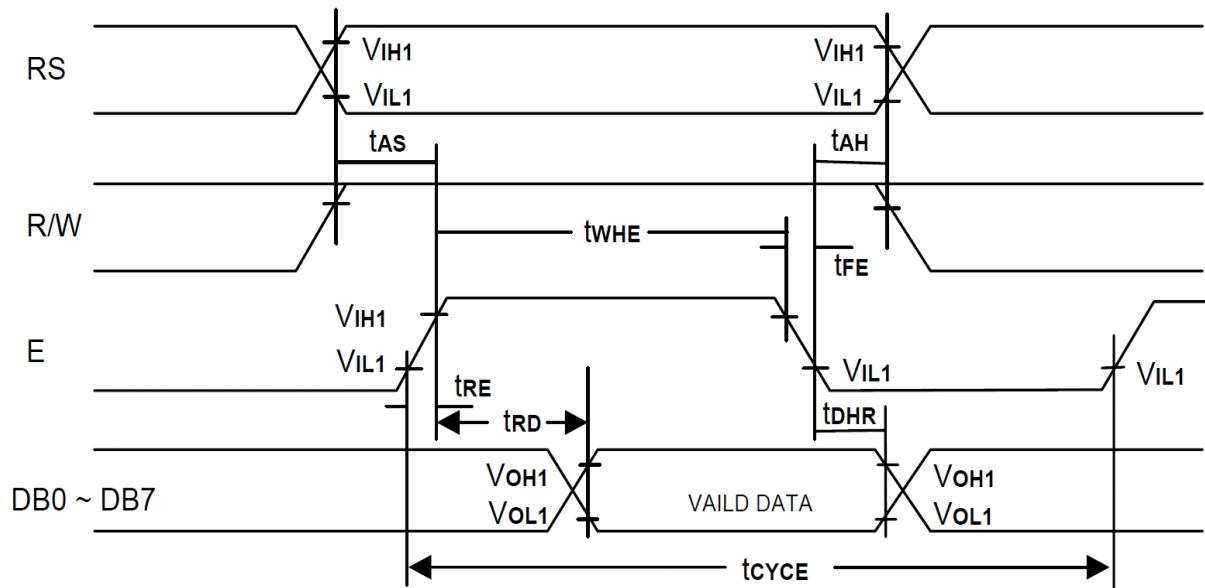 RS
VIH1
VIH1
VIL1
VIL1
tAS
tAH
R/W
tWHE
tFE
VIH1
E
VIL1
VIL1
VIL1
tRE
tRD
tDHR
DB0 ~ DB7
VOH1
VOL1
VAILD DATA
VOH1
VOL1
tCYCE